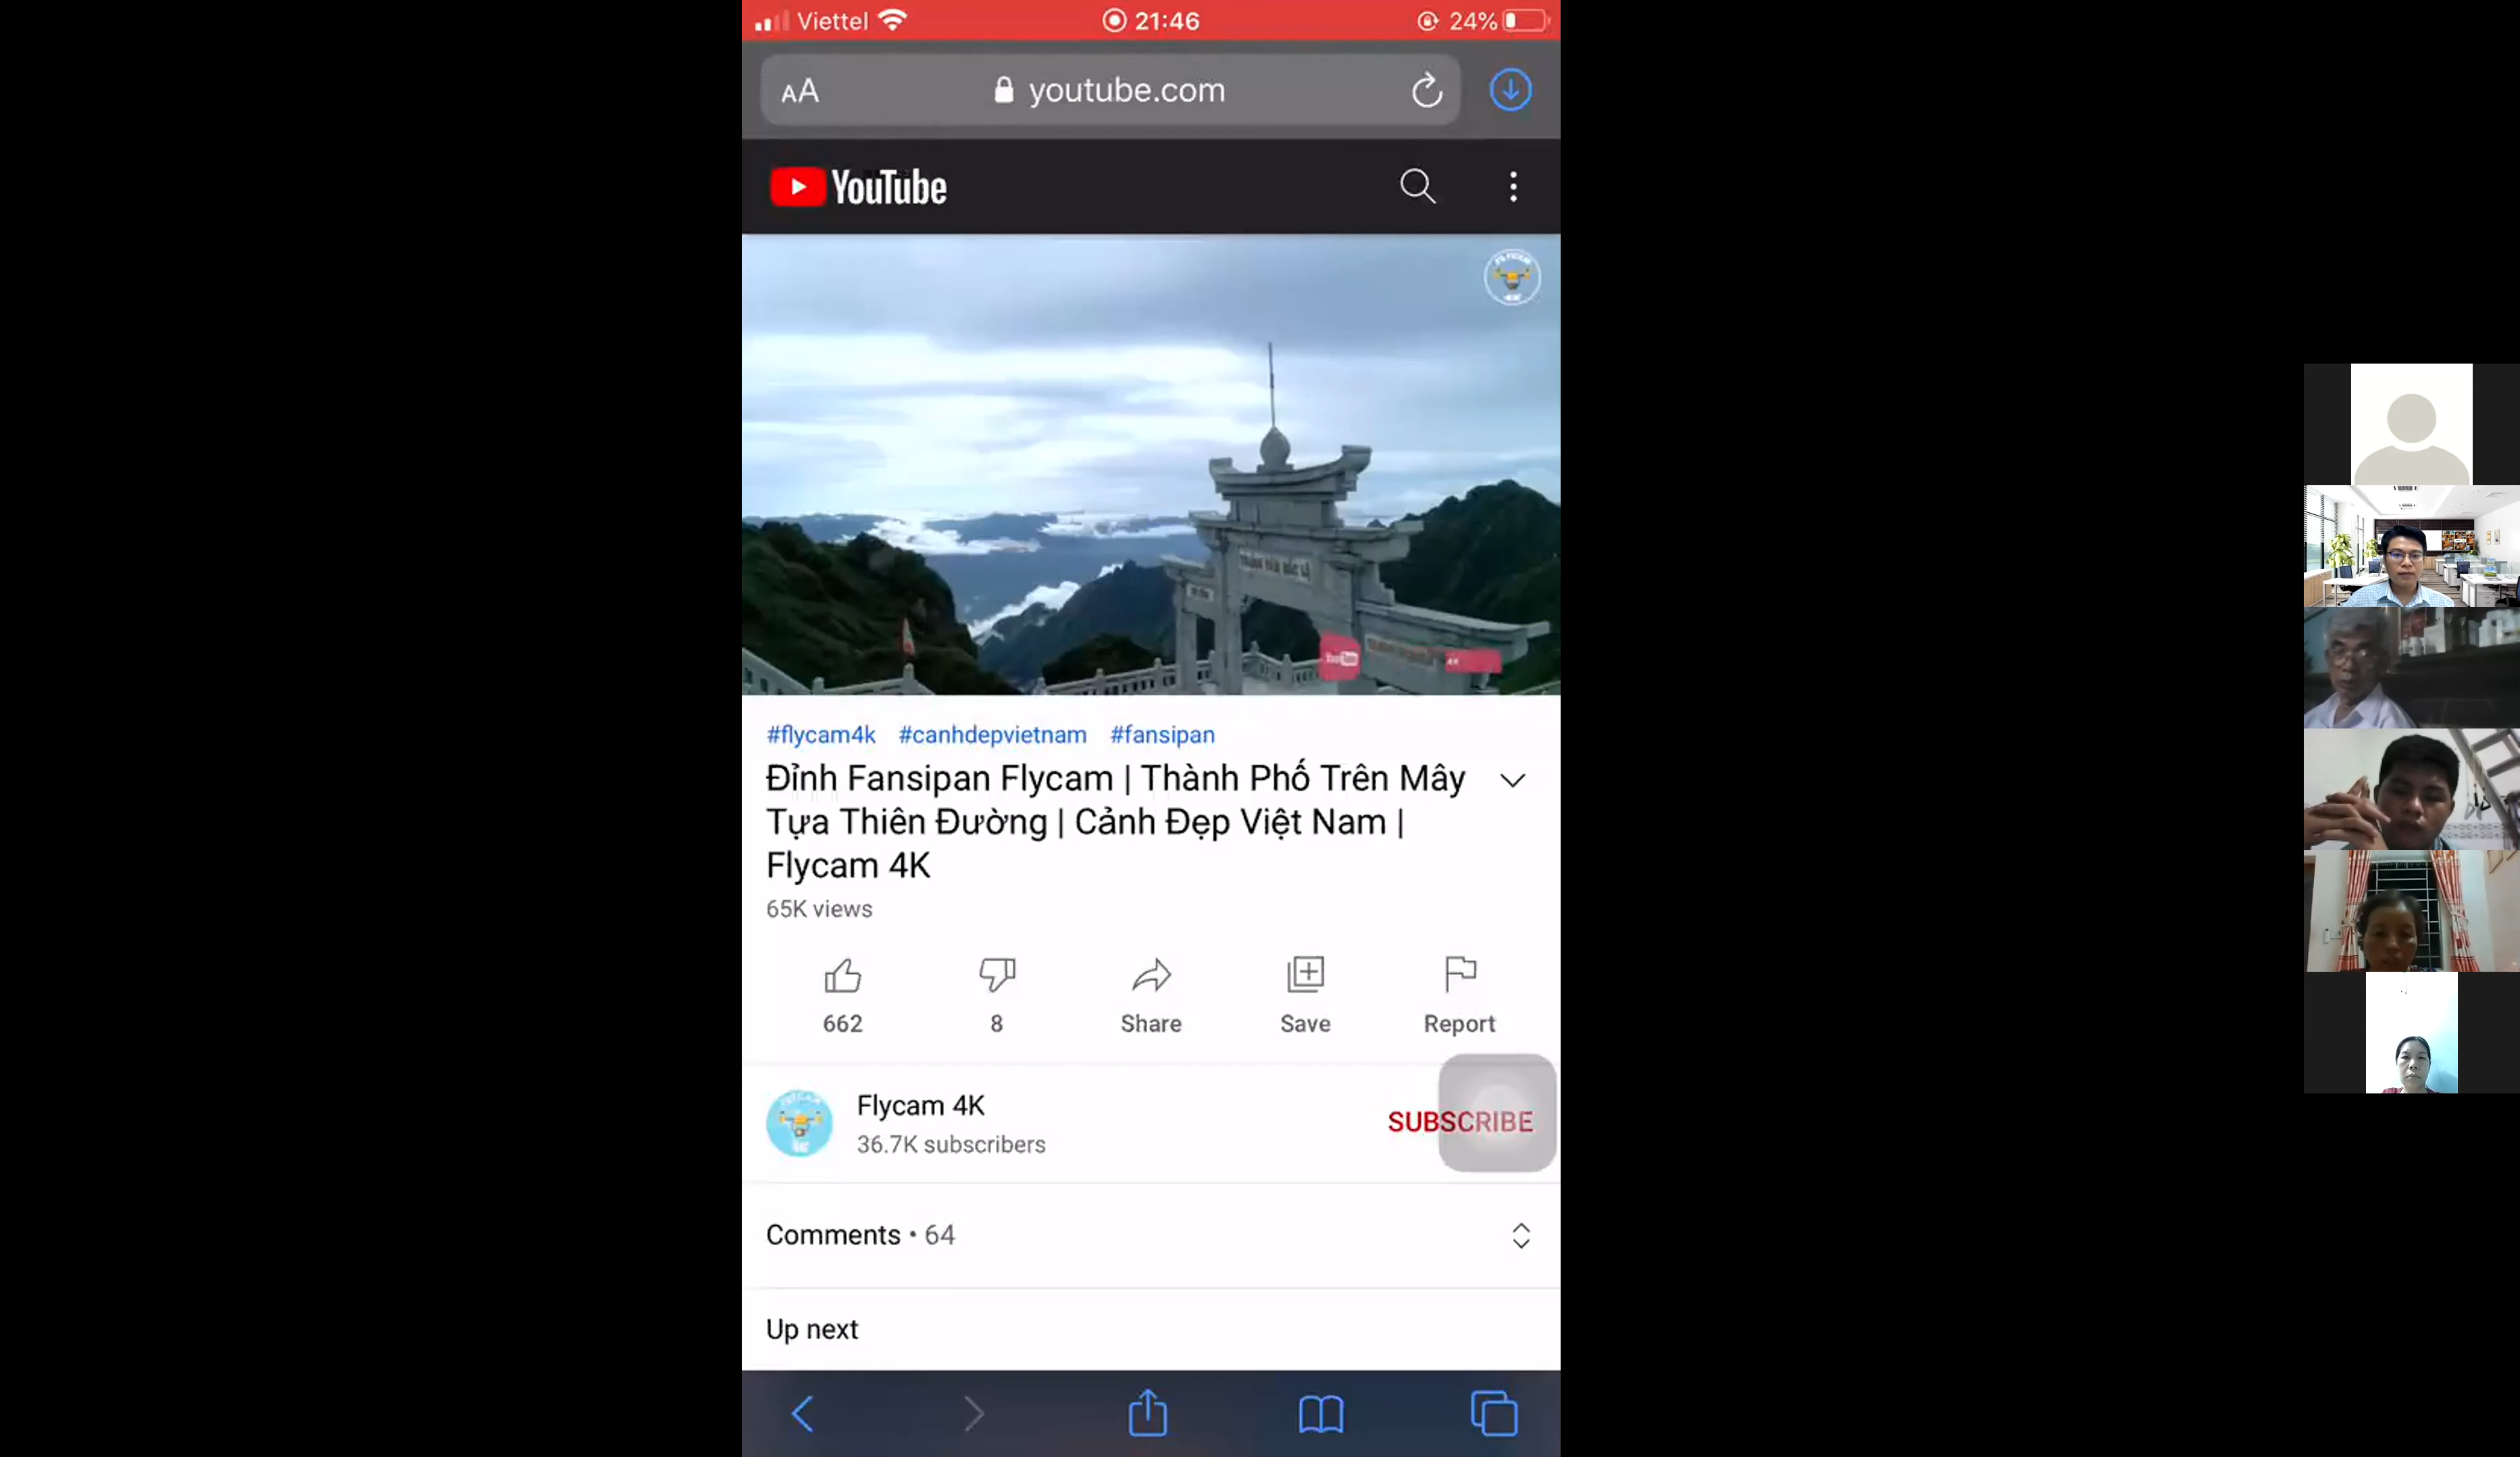 Viettel
21:46
24%
AA
youtube.com
YouTube
#flycam4k #canhdepvietnam #fansipan
Đỉnh Fansipan Flycam | Thành Phố Trên Mây
Tựa Thiên Đường | Cảnh Đẹp Việt Nam |
Flycam 4K
65K views
662
8
Share
Save
Report
Flycam 4K
36.7K subscribers
SUBSCRIBE
Comments • 64
Up next